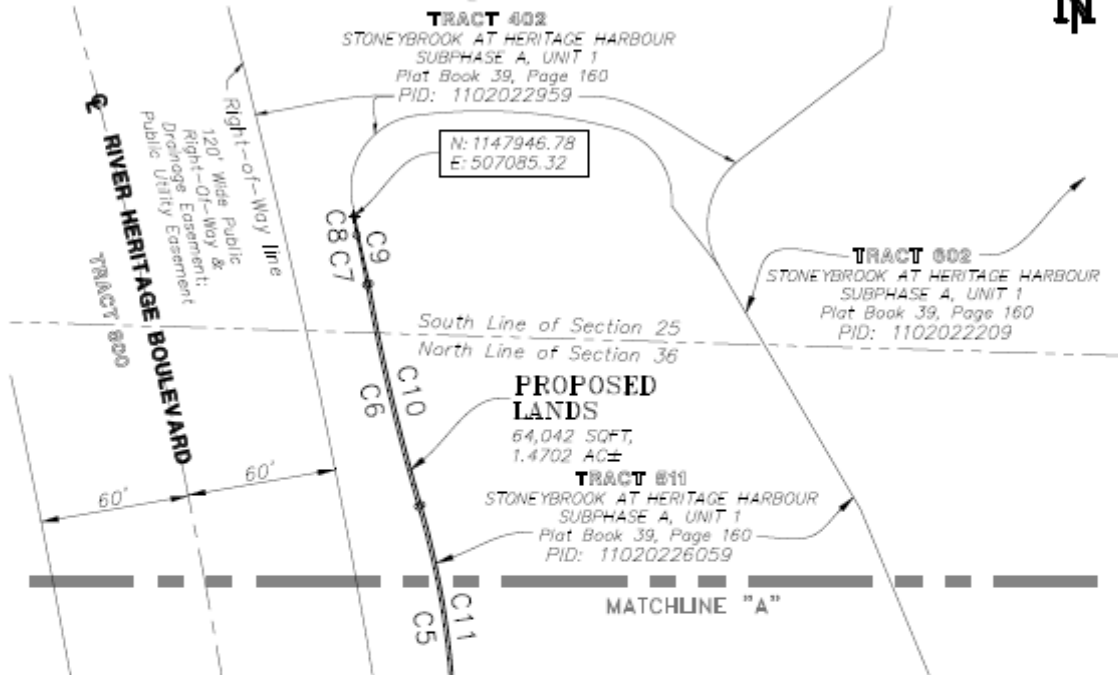 TRACT 402
STONEYBROOK AT HERITAGE HARBOUR
SUBPHASE A, UNIT 1
Plat Book 39, Page 160
PID: 1102022959
N
N: 1147946.78
E: 507085.32
Right-of-Way line
120' Wide Public
Right-Of-Way &
Drainage Easement;
Public Utility Easement
RIVER HERITAGE BOULEVARD
TRACT 600
C8
C7
C9
TRACT 602
STONEYBROOK AT HERITAGE HARBOUR
SUBPHASE A, UNIT 1
Plat Book 39, Page 160
PID: 1102022209
South Line of Section 25
North Line of Section 36
C6
C10
PROPOSED
LANDS
64,042 SQFT,
1.4702 AC±
TRACT 611
STONEYBROOK AT HERITAGE HARBOUR
SUBPHASE A, UNIT 1
Plat Book 39, Page 160
PID: 11020226059
60'
60'
MATCHLINE "A"
C5
C11